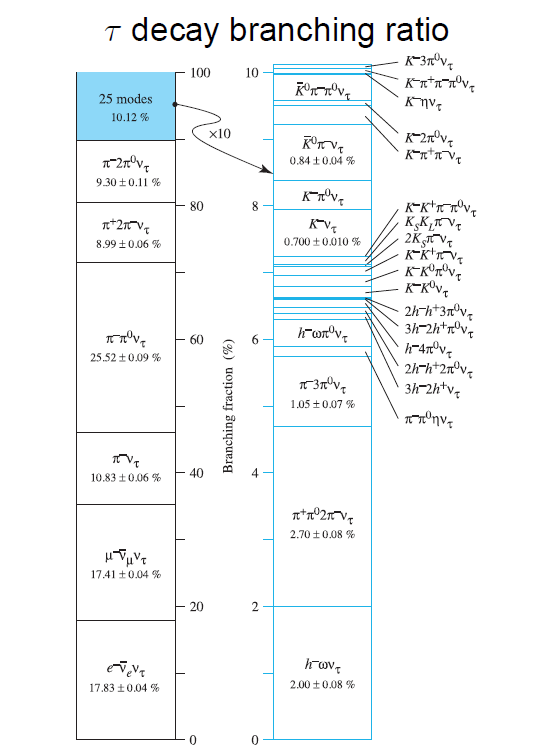 τ decay branching ratio
25 modes
10.12 %
π⁻2π⁰ν_τ
9.30 ± 0.11 %
π⁺2π⁻ν_τ
8.99 ± 0.06 %
π⁻π⁰ν_τ
25.52 ± 0.09 %
π⁻ν_τ
10.83 ± 0.06 %
μ⁻ν̄_μν_τ
17.41 ± 0.04 %
e⁻ν̄_eν_τ
17.83 ± 0.04 %
100
80
60
40
20
0
×10
Branching fraction (%)
10
8
6
4
2
0
K̄⁰π⁻π⁰ν_τ
K̄⁰π⁻ν_τ
0.84 ± 0.04 %
K⁻π⁰ν_τ
K⁻ν_τ
0.700 ± 0.010 %
h⁻ωπ⁰ν_τ
π⁻3π⁰ν_τ
1.05 ± 0.07 %
π⁺π⁰2π⁻ν_τ
2.70 ± 0.08 %
h⁻ων_τ
2.00 ± 0.08 %
K⁻3π⁰ν_τ
K⁻π⁺π⁻π⁰ν_τ
K⁻ην_τ
K⁻2π⁰ν_τ
K⁻π⁺π⁻ν_τ
K⁻K⁺π⁻π⁰ν_τ
K_SK_Lπ⁻ν_τ
2K_Sπ⁻ν_τ
K⁻K⁺π⁻ν_τ
K⁻K⁰π⁰ν_τ
K⁻K⁰ν_τ
2h⁻h⁺3π⁰ν_τ
3h⁻2h⁺π⁰ν_τ
h⁻4π⁰ν_τ
2h⁻h⁺2π⁰ν_τ
3h⁻2h⁺ν_τ
π⁻π⁰ην_τ